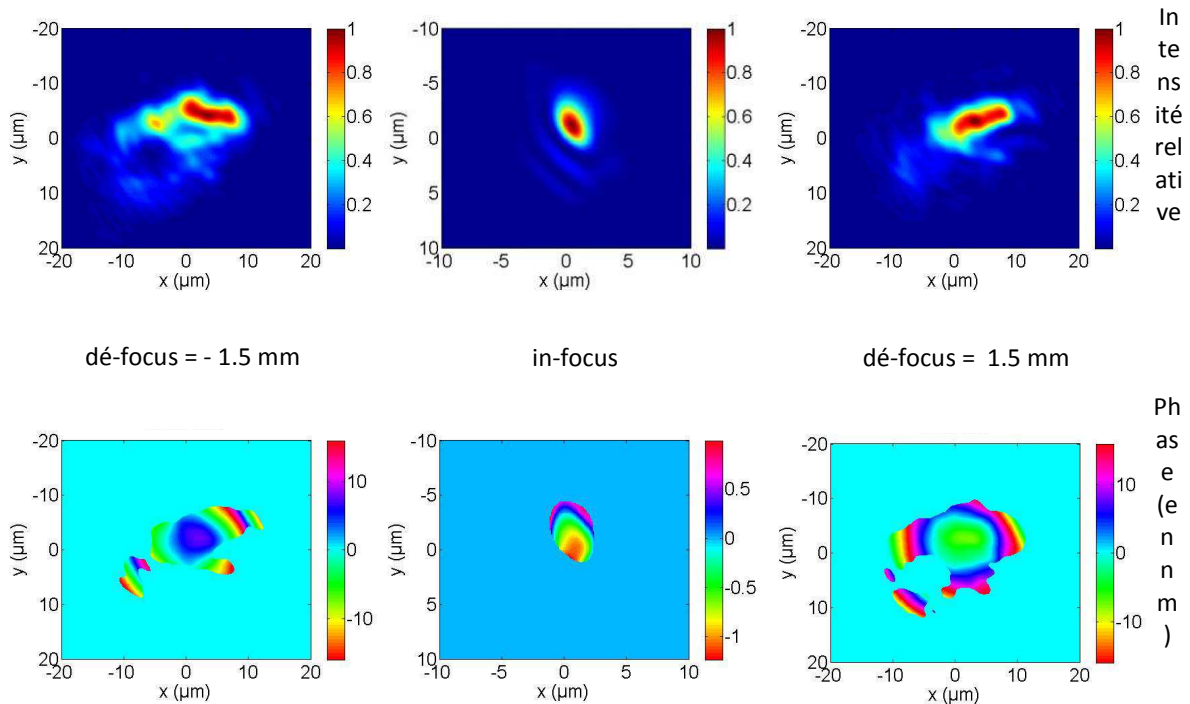 -20
-10
0
10
20
-20 -10 0 10 20
y (µm)
x (µm)
1
0.8
0.6
0.4
0.2
-10
-5
0
5
10
-10 -5 0 5 10
y (µm)
x (µm)
1
0.8
0.6
0.4
0.2
-20
-10
0
10
20
-20 -10 0 10 20
y (µm)
x (µm)
1
0.8
0.6
0.4
0.2
In
te
ns
ité
rel
ati
ve
dé-focus = - 1.5 mm
in-focus
dé-focus = 1.5 mm
-20
-10
0
10
20
-20 -10 0 10 20
y (µm)
x (µm)
10
0
-10
-10
-5
0
5
10
-10 -5 0 5 10
y (µm)
x (µm)
0.5
0
-0.5
-1
-20
-10
0
10
20
-20 -10 0 10 20
y (µm)
x (µm)
10
0
-10
Ph
as
e
(e
n
n
m
)